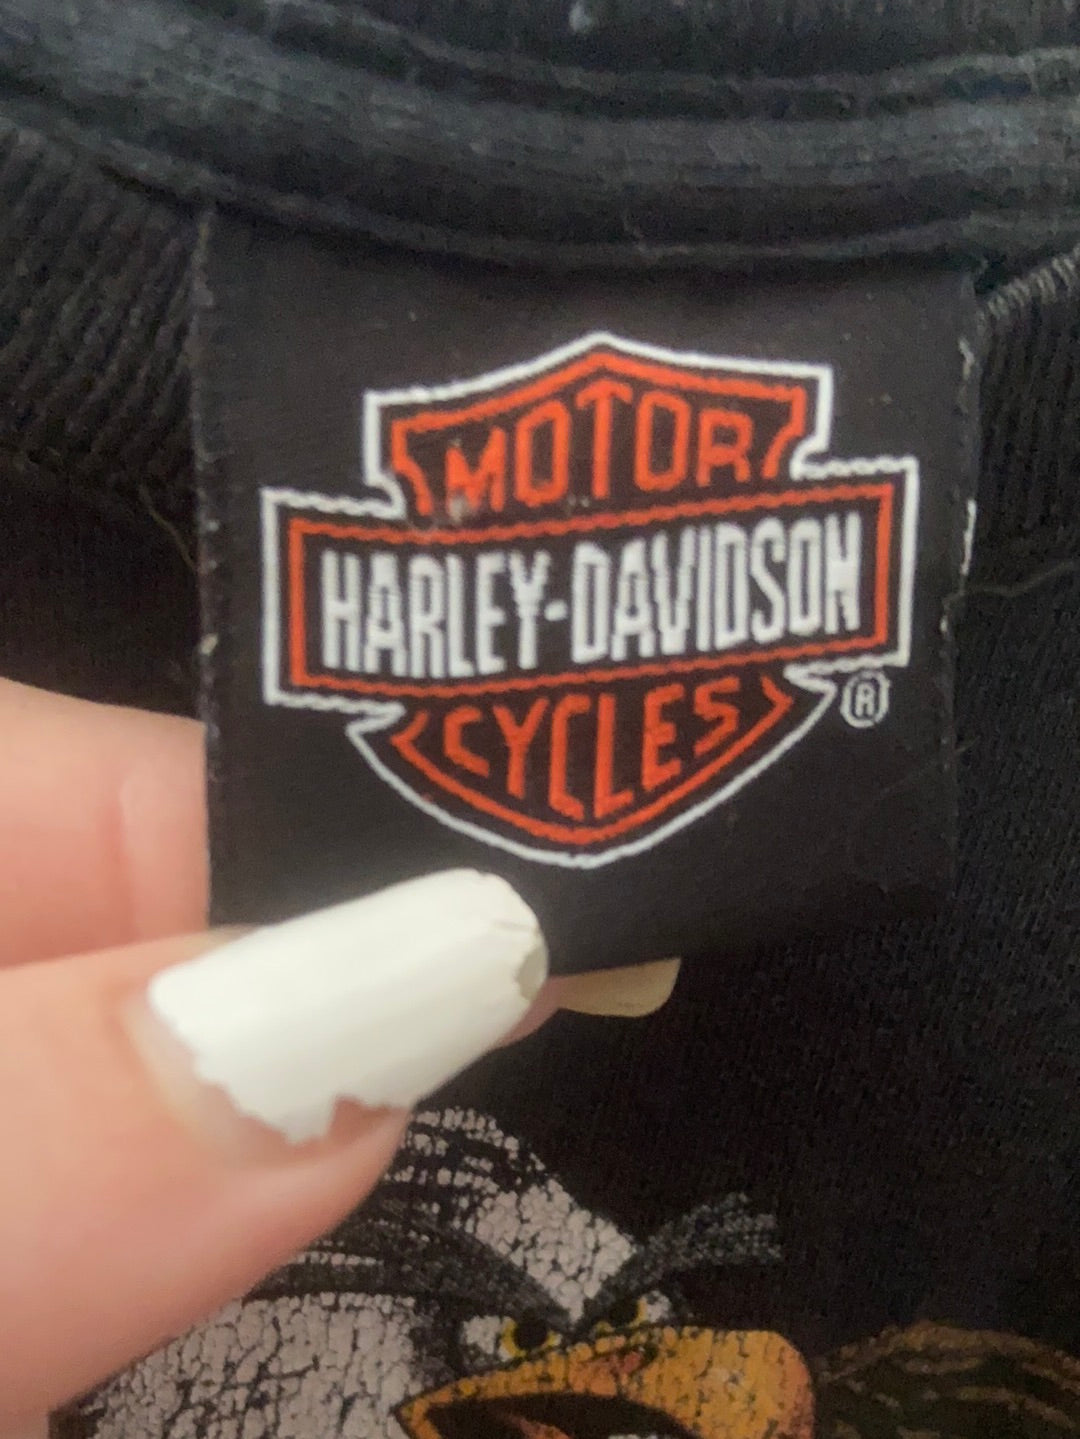 MOTOR
HARLEY-DAVIDSON
CYCLES
®